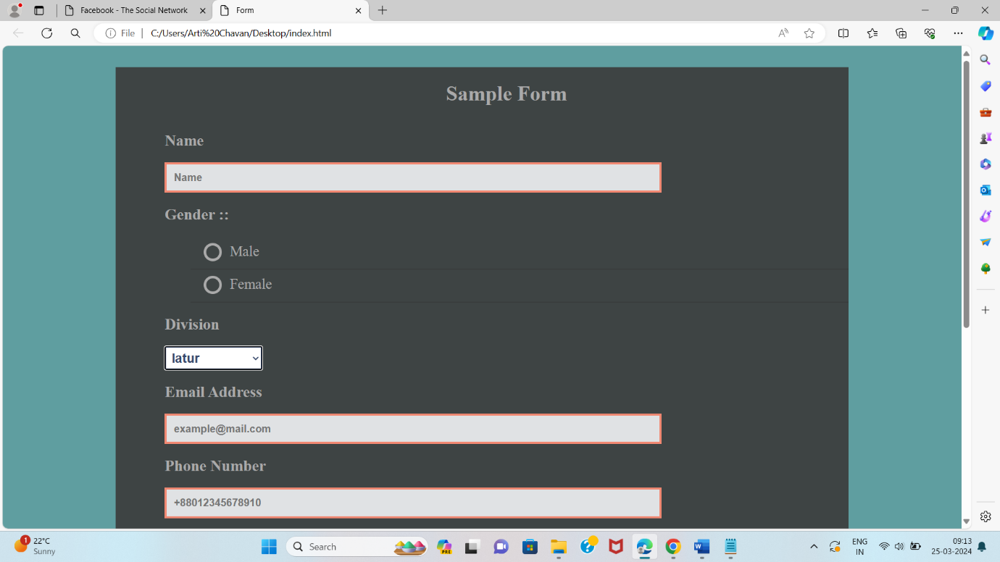 Facebook - The Social Network
Form
File
C:/Users/Arti%20Chavan/Desktop/index.html
Sample Form
Name
Name
Gender ::
Male
Female
Division
latur
Email Address
example@mail.com
Phone Number
+88012345678910
1
22°C
Sunny
Search
PRE
ENG
IN
09:13
25-03-2024